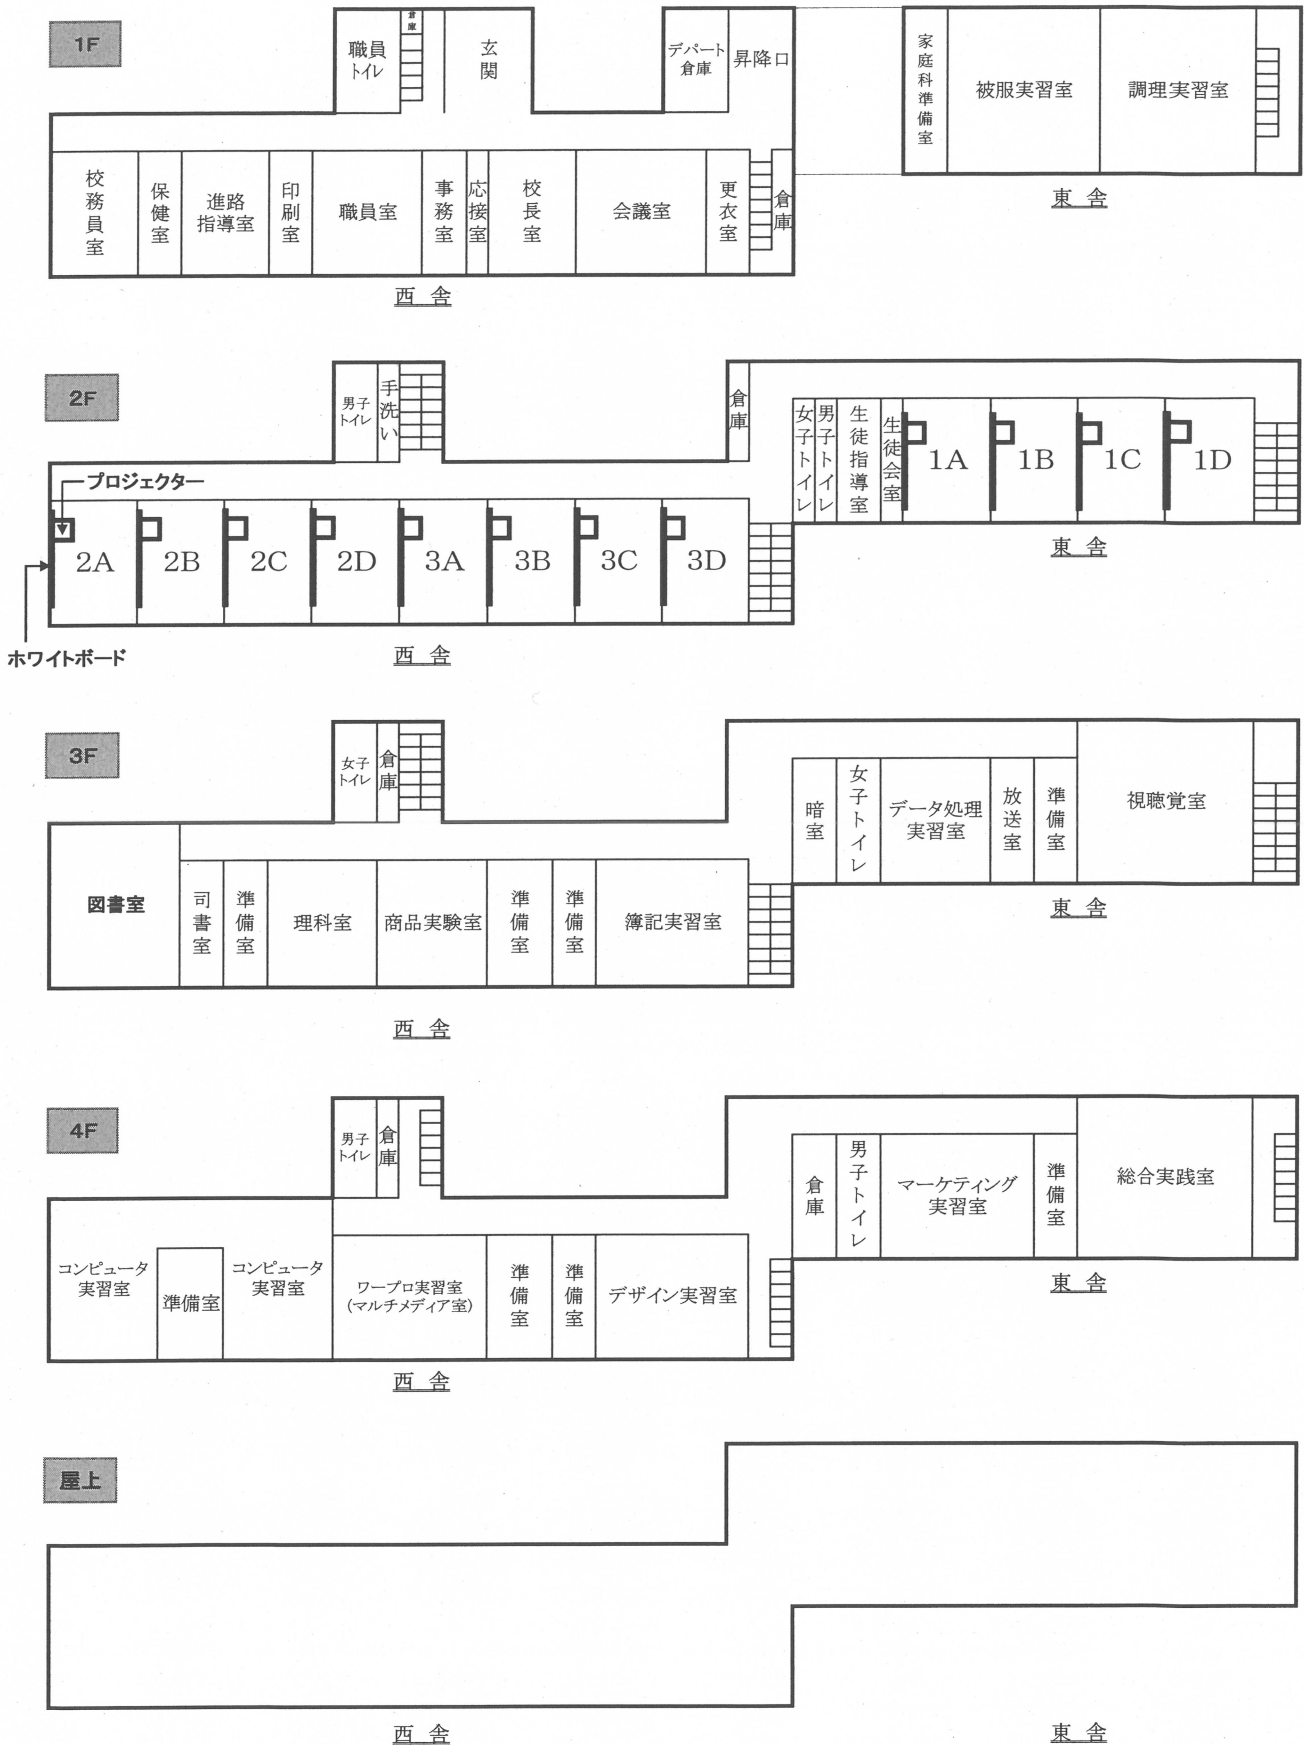 1F
職員
トイレ
倉庫
玄関
デパート
倉庫
昇降口
家庭科準備室
被服実習室
調理実習室
東 舎
校務員室
保健室
進路
指導室
印刷室
職員室
事務室
応接室
校長室
会議室
更衣室
倉庫
西 舎
2F
男子
トイレ
手洗い
倉庫
女子トイレ
男子トイレ
生徒指導室
生徒会室
1A
1B
1C
1D
東 舎
プロジェクター
2A
2B
2C
2D
3A
3B
3C
3D
ホワイトボード
西 舎
3F
女子
トイレ
倉庫
暗室
女子トイレ
データ処理
実習室
放送室
準備室
視聴覚室
東 舎
図書室
司書室
準備室
理科室
商品実験室
準備室
準備室
簿記実習室
西 舎
4F
男子
トイレ
倉庫
倉庫
男子トイレ
マーケティング
実習室
準備室
総合実践室
東 舎
コンピュータ
実習室
準備室
コンピュータ
実習室
ワープロ実習室
(マルチメディア室)
準備室
準備室
デザイン実習室
西 舎
屋上
西 舎
東 舎